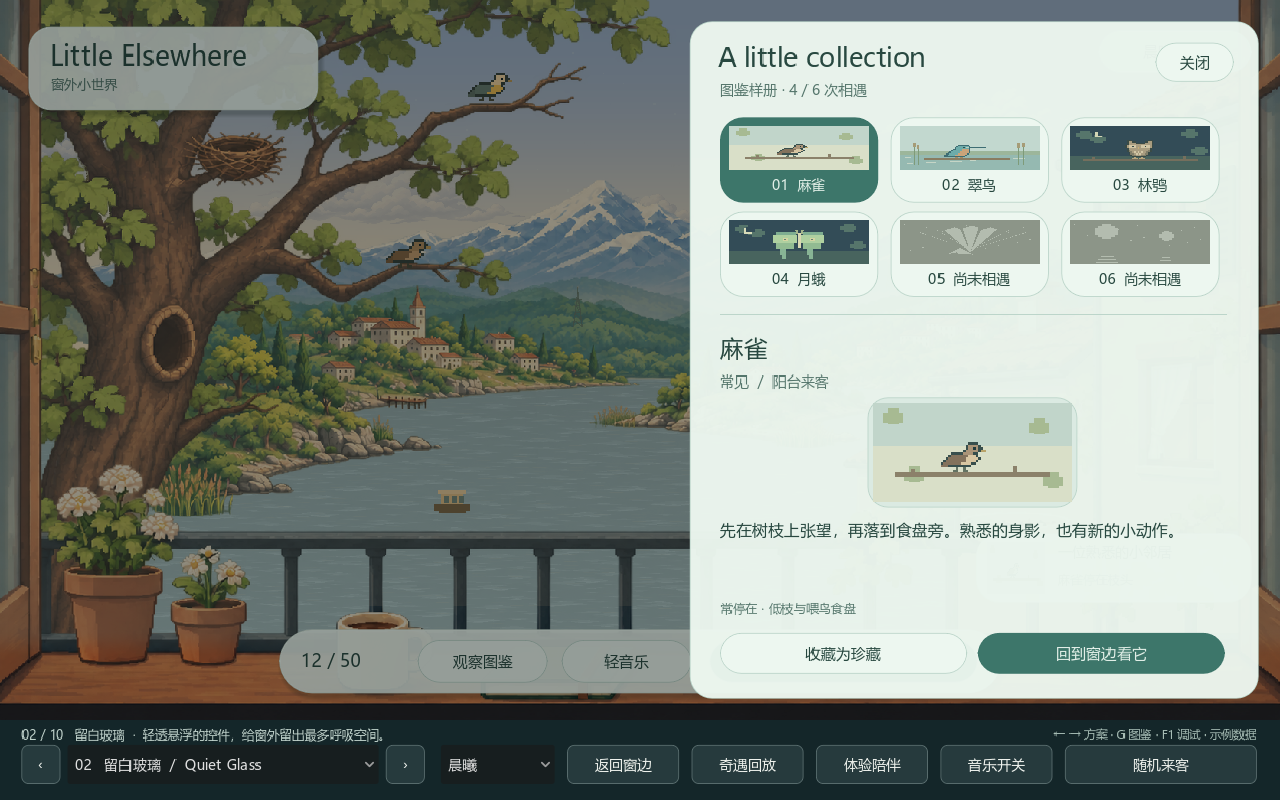 Little Elsewhere
窗外小世界
12 / 50
观察图鉴
轻音乐
A little collection
关闭
图鉴样册 · 4 / 6 次相遇
01 麻雀
02 翠鸟
03 林鸮
04 月蛾
05 尚未相遇
06 尚未相遇
麻雀
常见 / 阳台来客
先在树枝上张望，再落到食盘旁。熟悉的身影，也有新的小动作。
常停在 · 低枝与喂鸟食盘
收藏为珍藏
回到窗边看它
02 / 10 留白玻璃 · 轻透悬浮的控件，给窗外留出最多呼吸空间。
← → 方案 · G 图鉴 · F1 调试 · 示例数据
‹
02 留白玻璃 / Quiet Glass
›
晨曦
返回窗边
奇遇回放
体验陪伴
音乐开关
随机来客